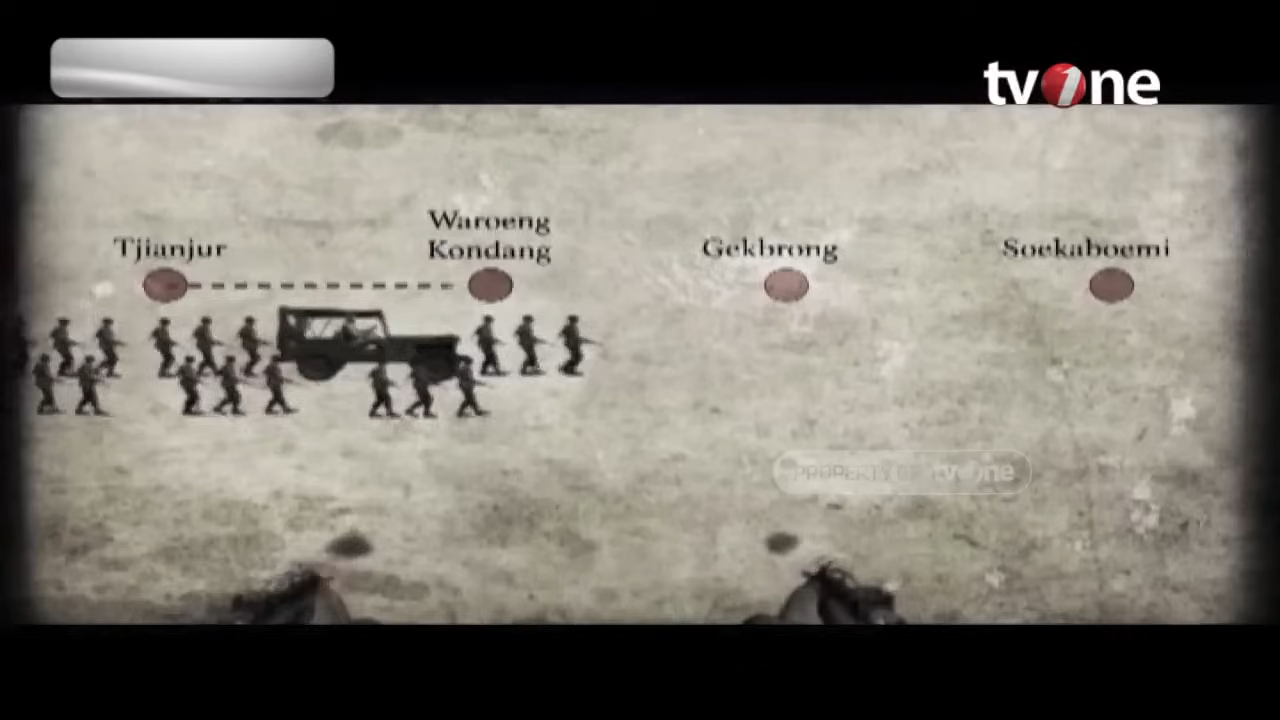 tvOne
Waroeng
Tjianjur
Kondang
Gekbrong
Soekaboemi
PROPERTY OF tvOne